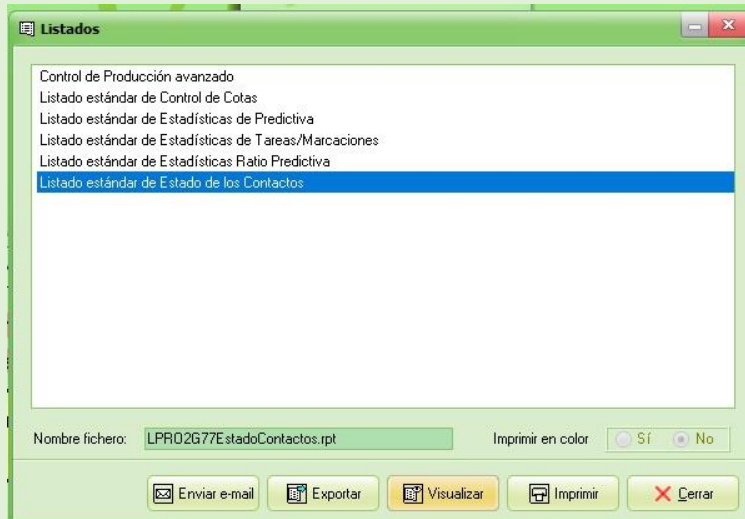 Listados
Control de Producción avanzado
Listado estándar de Control de Cotas
Listado estándar de Estadísticas de Predictiva
Listado estándar de Estadísticas de Tareas/Marcaciones
Listado estándar de Estadísticas Ratio Predictiva
Listado estándar de Estado de los Contactos
Nombre fichero: LPRO2G77EstadoContactos.rpt Imprimir en color Sí No
Enviar e-mail Exportar Visualizar Imprimir Cerrar